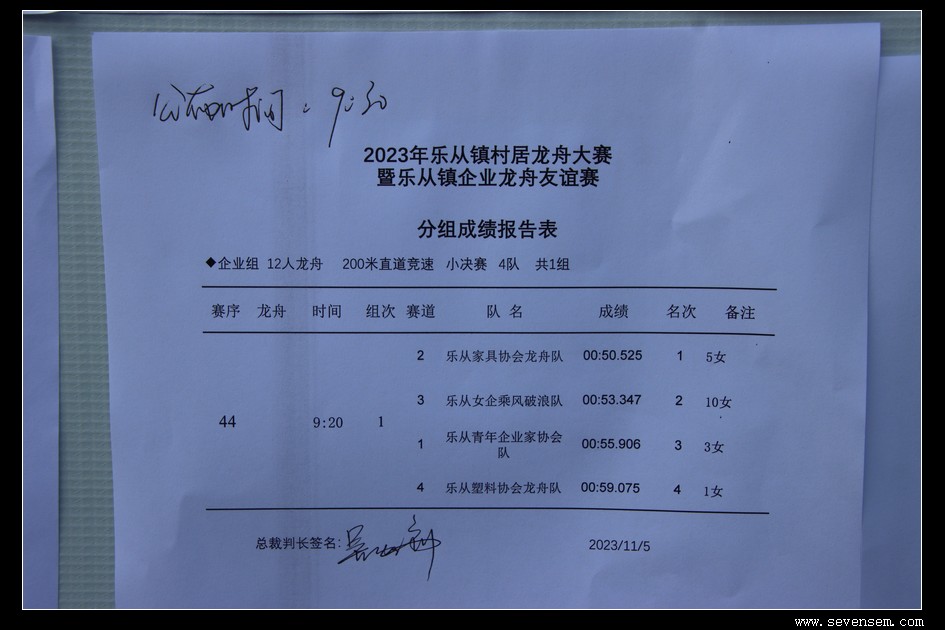 公布时间：9:30
2023年乐从镇村居龙舟大赛
暨乐从镇企业龙舟友谊赛
分组成绩报告表
◆企业组 12人龙舟 200米直道竞速 小决赛 4队 共1组
赛序 龙舟 时间 组次 赛道 队 名 成绩 名次 备注
2 乐从家具协会龙舟队 00:50.525 1 5女
3 乐从女企乘风破浪队 00:53.347 2 10女
44 9:20 1
1 乐从青年企业家协会队 00:55.906 3 3女
4 乐从塑料协会龙舟队 00:59.075 4 1女
总裁判长签名: 2023/11/5
www.sevensem.com